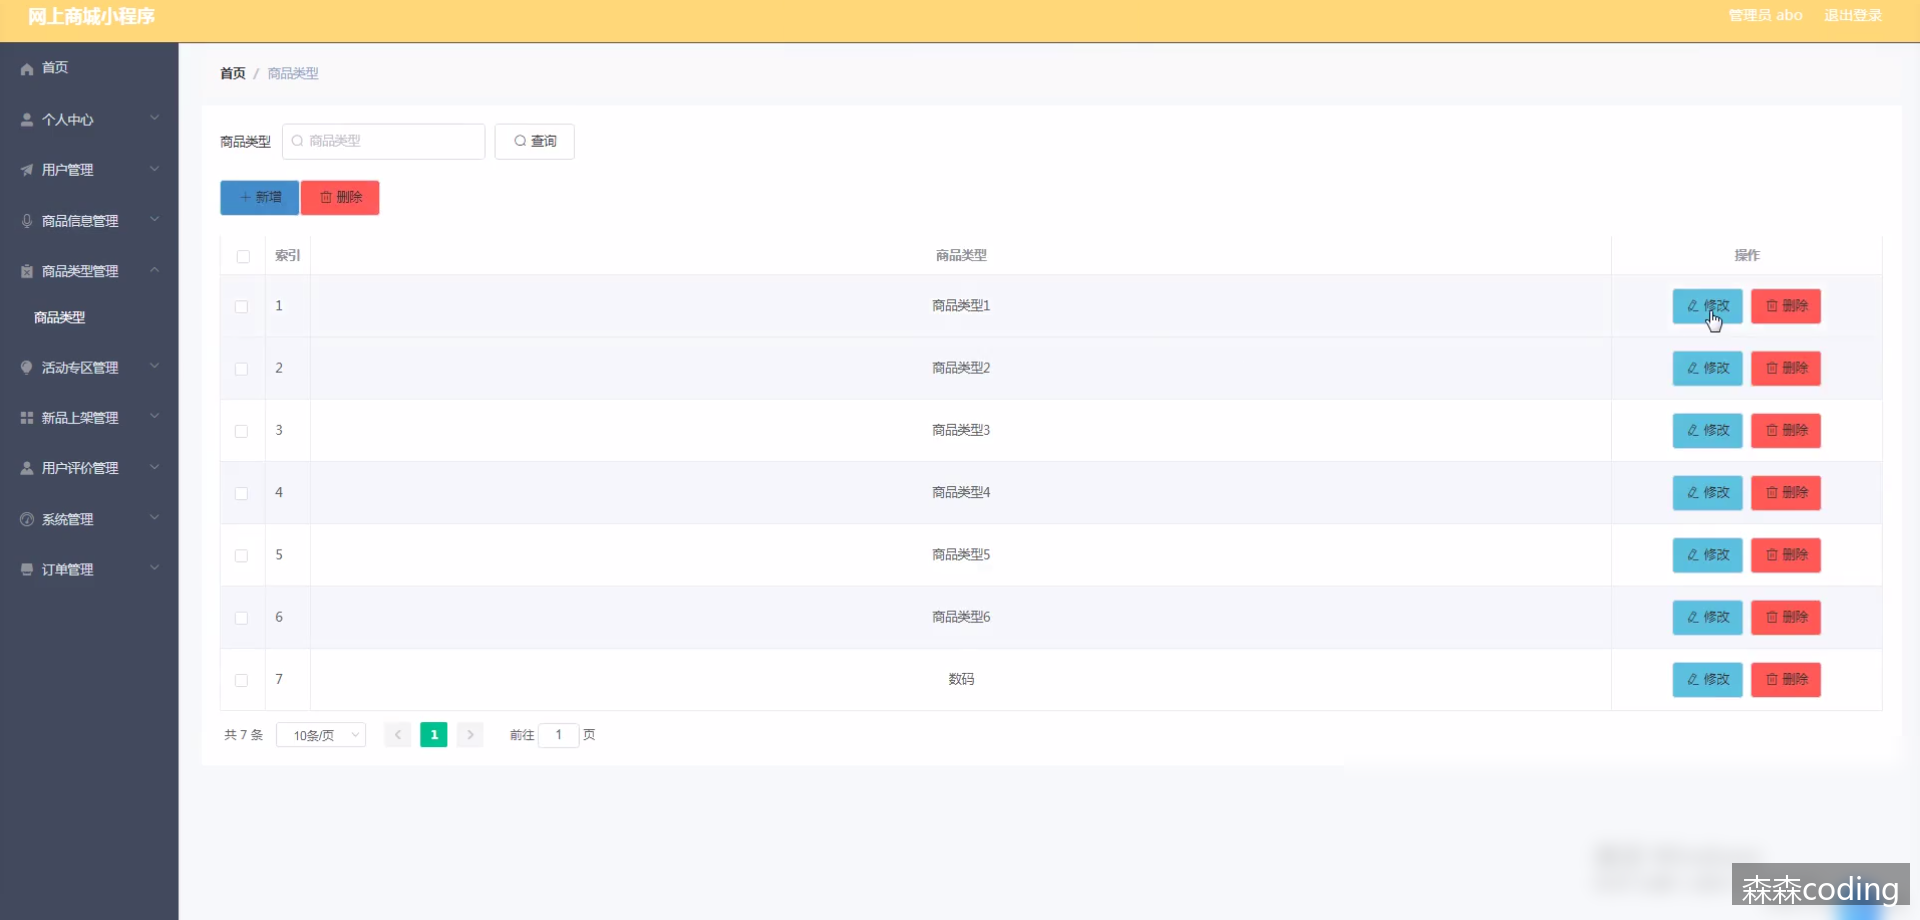 网上商城小程序
管理员 abo 退出登录
首页
个人中心
用户管理
商品信息管理
商品类型管理
商品类型
活动专区管理
新品上架管理
用户评价管理
系统管理
订单管理
首页 / 商品类型
商品类型 商品类型 查询
新增 删除
索引 商品类型 操作
1 商品类型1 修改 删除
2 商品类型2 修改 删除
3 商品类型3 修改 删除
4 商品类型4 修改 删除
5 商品类型5 修改 删除
6 商品类型6 修改 删除
7 数码 修改 删除
共 7 条 10条/页 1 前往 1 页
森森coding